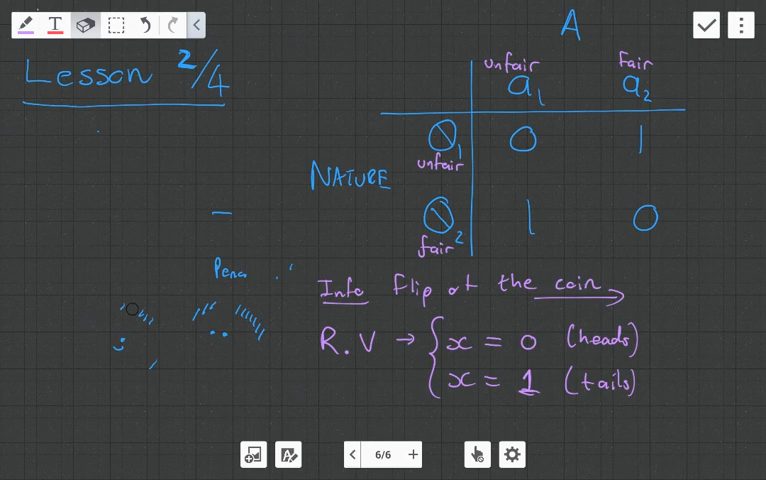 A
Lesson 2/4
unfair fair
a1 a2
θ1 0 1
unfair
NATURE
θ2 1 0
fair
Info flip of the coin
R.V → { x = 0 (heads)
x = 1 (tails)
6/6